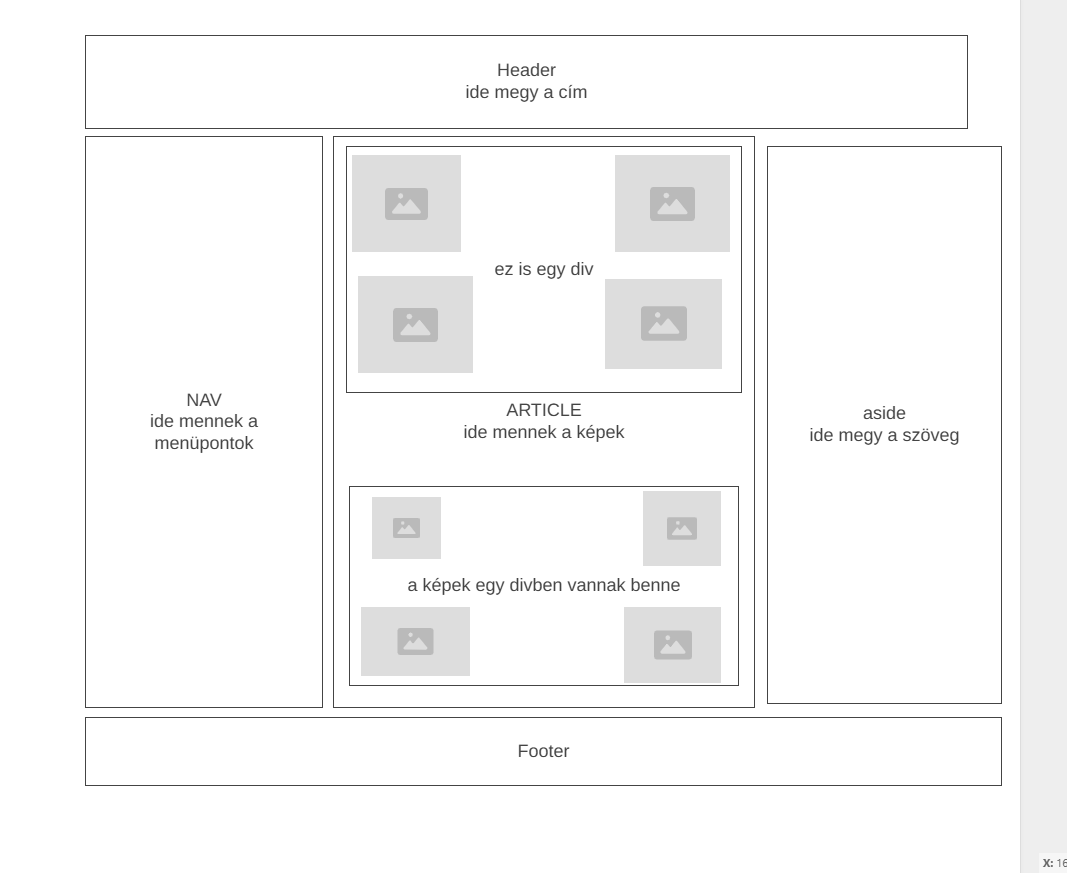 Header
ide megy a cím
NAV
ide mennek a
menüpontok
ez is egy div
ARTICLE
ide mennek a képek
a képek egy divben vannak benne
aside
ide megy a szöveg
Footer
X: 16